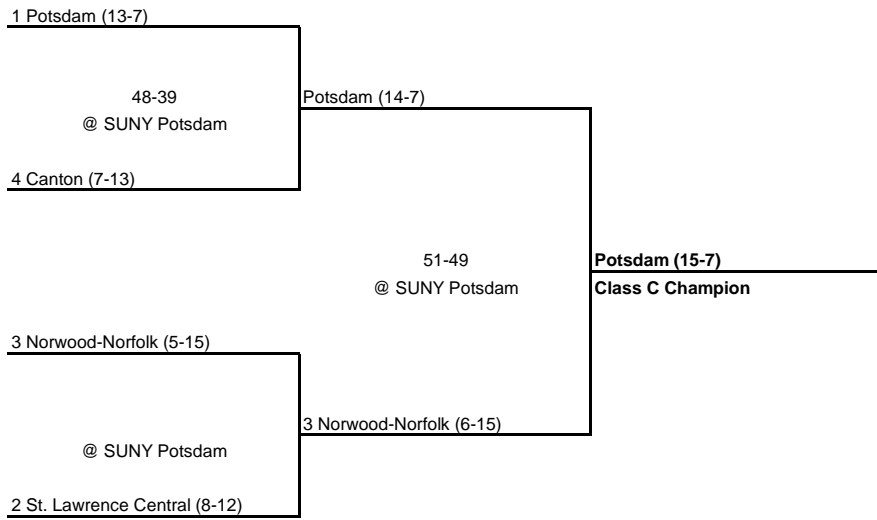 1 Potsdam (13-7)
48-39
@ SUNY Potsdam
Potsdam (14-7)
4 Canton (7-13)
51-49
@ SUNY Potsdam
Potsdam (15-7)
Class C Champion
3 Norwood-Norfolk (5-15)
3 Norwood-Norfolk (6-15)
@ SUNY Potsdam
2 St. Lawrence Central (8-12)